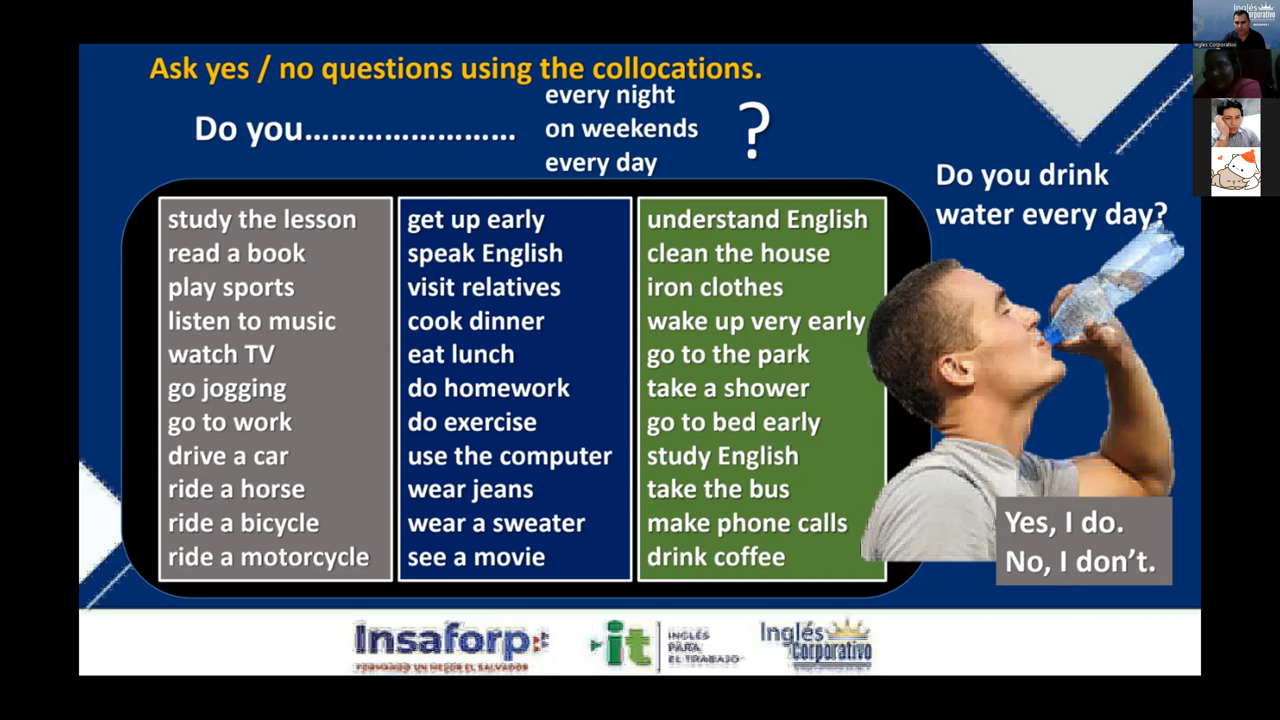 Ask yes / no questions using the collocations.
Do you........................
every night
on weekends
every day
?
study the lesson
read a book
play sports
listen to music
watch TV
go jogging
go to work
drive a car
ride a horse
ride a bicycle
ride a motorcycle
get up early
speak English
visit relatives
cook dinner
eat lunch
do homework
do exercise
use the computer
wear jeans
wear a sweater
see a movie
understand English
clean the house
iron clothes
wake up very early
go to the park
take a shower
go to bed early
study English
take the bus
make phone calls
drink coffee
Do you drink
water every day?
Yes, I do.
No, I don't.
Insaforp
FORMANDO UN MEJOR EL SALVADOR
it
INGLÉS
PARA
EL TRABAJO
Inglés
Corporativo
Inglés
Corporativo
Ingles Corporativo